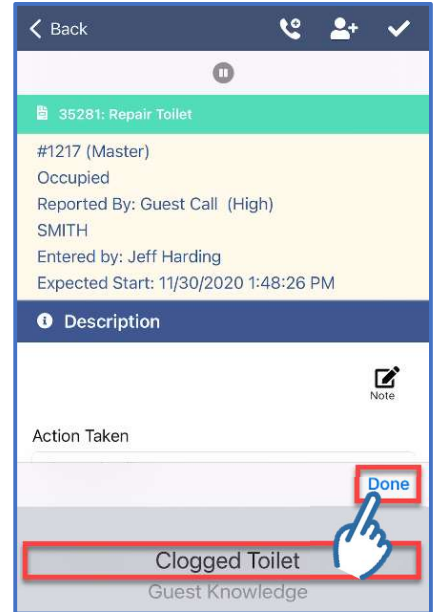 Back
35281: Repair Toilet
#1217 (Master)
Occupied
Reported By: Guest Call (High)
SMITH
Entered by: Jeff Harding
Expected Start: 11/30/2020 1:48:26 PM
Description
Note
Action Taken
Done
Clogged Toilet
Guest Knowledge